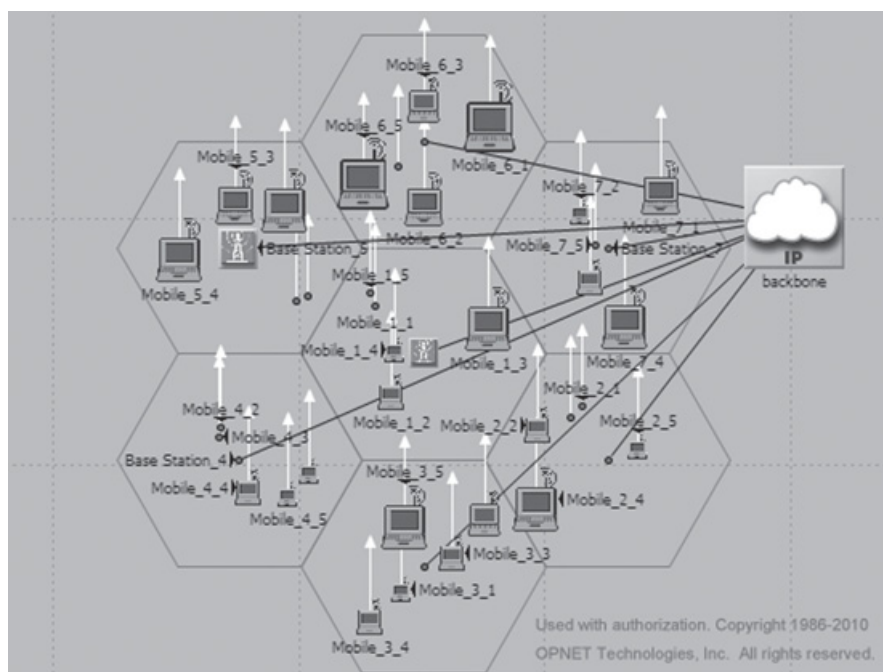 Mobile_6_3
Mobile_6_5
Mobile_6_1
Mobile_5_3
Mobile_7_2
Mobile_7_1
Mobile_6_2
Base Station_5
Mobile_7_5
Base Station_7
IP
backbone
Mobile_1_5
Mobile_5_4
Mobile_1_1
Mobile_1_4
Mobile_1_3
Mobile_7_4
Mobile_1_2
Mobile_2_1
Mobile_4_2
Mobile_2_5
Mobile_2_2
Mobile_4_3
Base Station_4
Mobile_3_5
Mobile_4_4
Mobile_2_4
Mobile_4_5
Mobile_3_3
Mobile_3_1
Mobile_3_4
Used with authorization. Copyright 1986-2010
OPNET Technologies, Inc. All rights reserved.